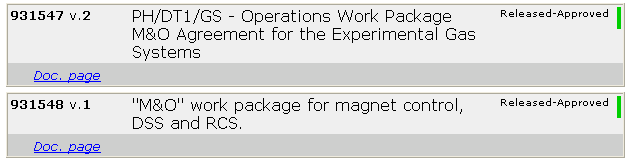 931547 v.2 PH/DT1/GS - Operations Work Package Released-Approved
M&O Agreement for the Experimental Gas
Systems
Doc. page
931548 v.1 "M&O" work package for magnet control, Released-Approved
DSS and RCS.
Doc. page